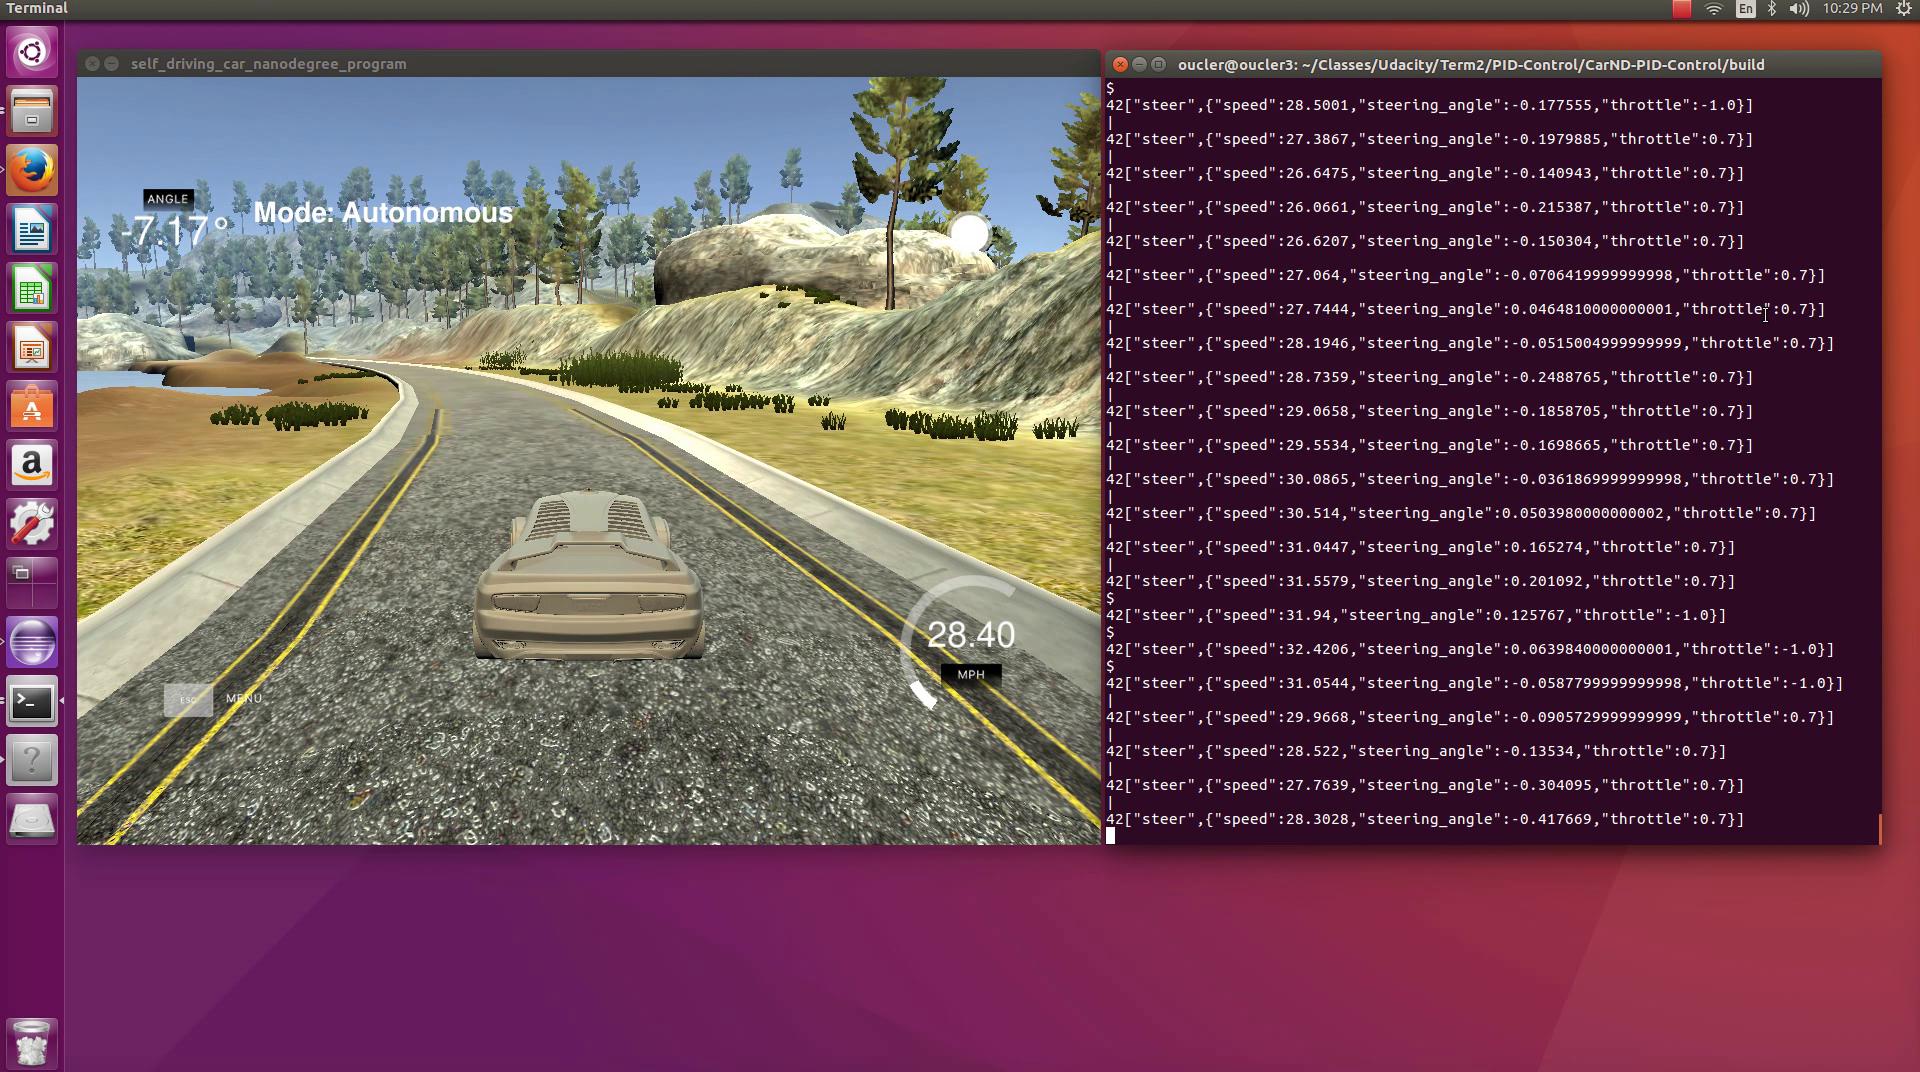 Terminal
En
10:29 PM
self_driving_car_nanodegree_program
ANGLE
-7.17°
Mode: Autonomous
28.40
MPH
ESC
MENU
a
oucler@oucler3: ~/Classes/Udacity/Term2/PID-Control/CarND-PID-Control/build
$
42["steer",{"speed":28.5001,"steering_angle":-0.177555,"throttle":-1.0}]
|
42["steer",{"speed":27.3867,"steering_angle":-0.1979885,"throttle":0.7}]
|
42["steer",{"speed":26.6475,"steering_angle":-0.140943,"throttle":0.7}]
|
42["steer",{"speed":26.0661,"steering_angle":-0.215387,"throttle":0.7}]
|
42["steer",{"speed":26.6207,"steering_angle":-0.150304,"throttle":0.7}]
|
42["steer",{"speed":27.064,"steering_angle":-0.0706419999999998,"throttle":0.7}]
|
42["steer",{"speed":27.7444,"steering_angle":0.0464810000000001,"throttle":0.7}]
|
42["steer",{"speed":28.1946,"steering_angle":-0.0515004999999999,"throttle":0.7}]
|
42["steer",{"speed":28.7359,"steering_angle":-0.2488765,"throttle":0.7}]
|
42["steer",{"speed":29.0658,"steering_angle":-0.1858705,"throttle":0.7}]
|
42["steer",{"speed":29.5534,"steering_angle":-0.1698665,"throttle":0.7}]
|
42["steer",{"speed":30.0865,"steering_angle":-0.0361869999999998,"throttle":0.7}]
|
42["steer",{"speed":30.514,"steering_angle":0.0503980000000002,"throttle":0.7}]
|
42["steer",{"speed":31.0447,"steering_angle":0.165274,"throttle":0.7}]
|
42["steer",{"speed":31.5579,"steering_angle":0.201092,"throttle":0.7}]
$
42["steer",{"speed":31.94,"steering_angle":0.125767,"throttle":-1.0}]
$
42["steer",{"speed":32.4206,"steering_angle":0.0639840000000001,"throttle":-1.0}]
$
42["steer",{"speed":31.0544,"steering_angle":-0.0587799999999998,"throttle":-1.0}]
|
42["steer",{"speed":29.9668,"steering_angle":-0.0905729999999999,"throttle":0.7}]
|
42["steer",{"speed":28.522,"steering_angle":-0.13534,"throttle":0.7}]
|
42["steer",{"speed":27.7639,"steering_angle":-0.304095,"throttle":0.7}]
|
42["steer",{"speed":28.3028,"steering_angle":-0.417669,"throttle":0.7}]